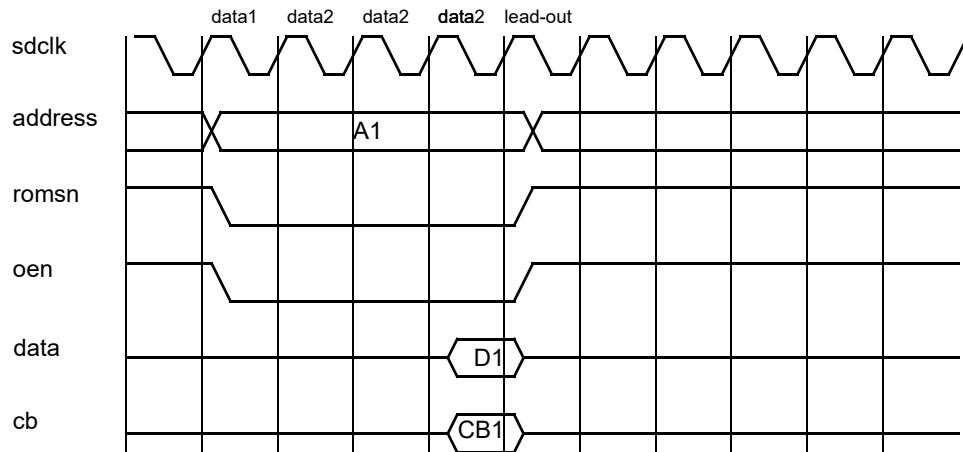 data1 data2 data2 data2 lead-out
sdclk
address
A1
romsn
oen
data
D1
cb
CB1